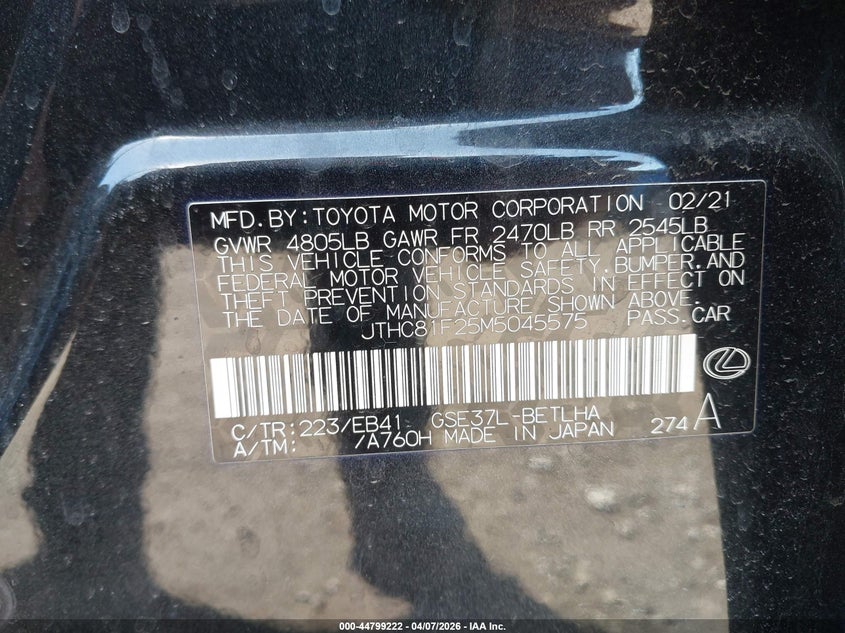 MFD.BY:TOYOTA MOTOR CORPORATION 02/21
GVWR 4805LB GAWR FR 2470LB RR 2545LB
THIS VEHICLE CONFORMS TO ALL APPLICABLE
FEDERAL MOTOR VEHICLE SAFETY,BUMPER,AND
THEFT PREVENTION STANDARDS IN EFFECT ON
THE DATE OF MANUFACTURE SHOWN ABOVE.
JTHC81F25M5045575 PASS.CAR
C/TR:223/EB41 GSE37L-BETLHA
A/TM: /A760H MADE IN JAPAN 274A
000-44799222 - 04/07/2026 - IAA Inc.